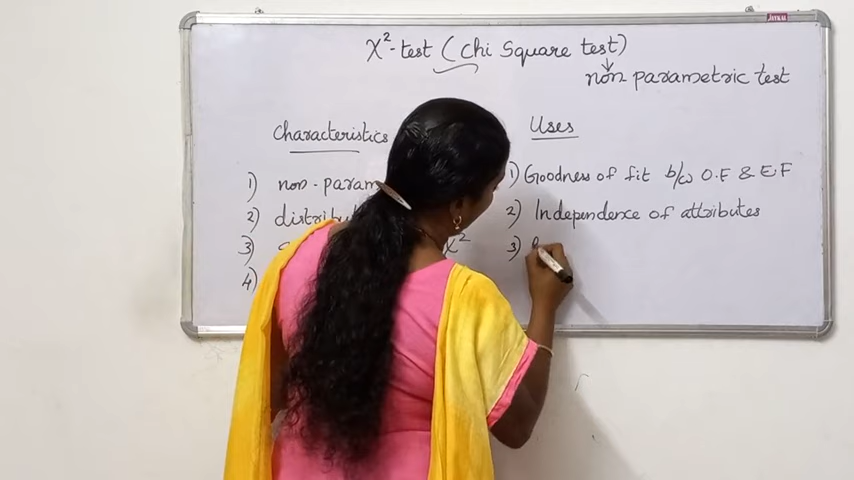 χ²-test (chi Square test)
↓
non parametric test
Characteristics
Uses
1) non-param
2) distribut
3)
χ²
4)
1) Goodness of fit b/w O.F & E.F
2) Independence of attributes
3)